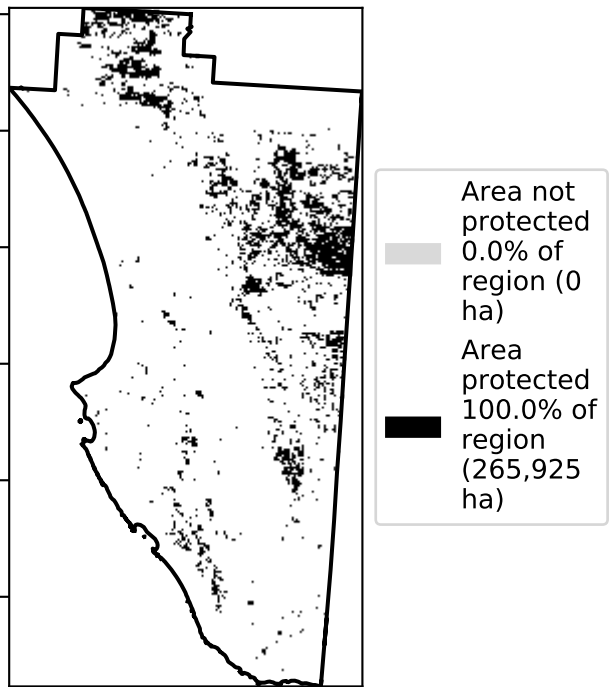 Area not
protected
0.0% of
region (0
ha)
Area
protected
100.0% of
region
(265,925
ha)